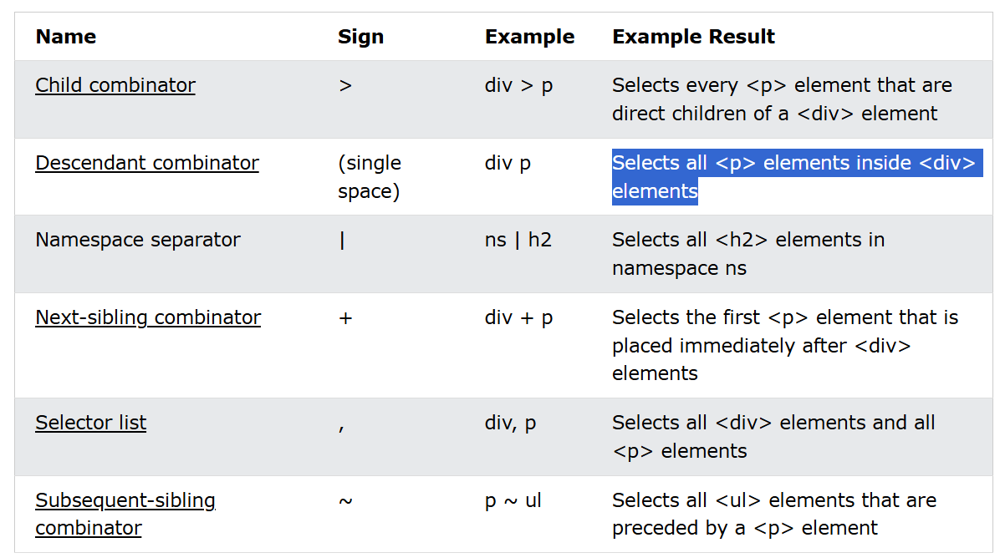 Name Sign Example Example Result
Child combinator > div > p Selects every <p> element that are
direct children of a <div> element
Descendant combinator (single div p Selects all <p> elements inside <div>
space) elements
Namespace separator | ns | h2 Selects all <h2> elements in
namespace ns
Next-sibling combinator + div + p Selects the first <p> element that is
placed immediately after <div>
elements
Selector list , div, p Selects all <div> elements and all
<p> elements
Subsequent-sibling ~ p ~ ul Selects all <ul> elements that are
combinator preceded by a <p> element